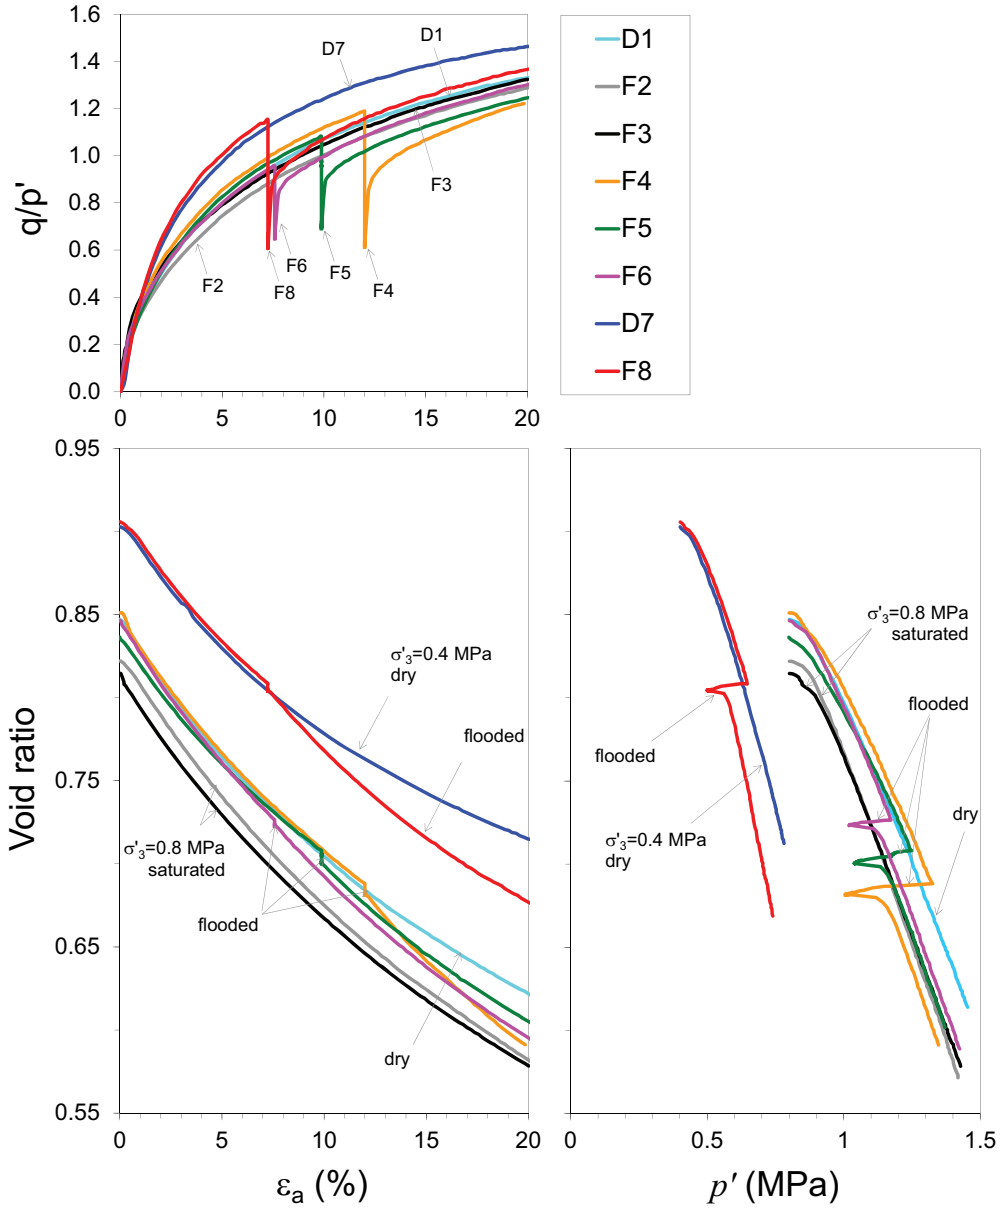 1.6
1.4
1.2
1.0
0.8
0.6
0.4
0.2
0.0
q/p'
D7
D1
F3
F2
F6
F8
F5
F4
0
5
10
15
20
D1
F2
F3
F4
F5
F6
D7
F8
0.95
0.85
0.75
0.65
0.55
Void ratio
σ'₃=0.4 MPa
dry
flooded
σ'₃=0.8 MPa
saturated
flooded
dry
0
5
10
15
20
εₐ (%)
σ'₃=0.8 MPa
saturated
flooded
flooded
dry
σ'₃=0.4 MPa
dry
0
0.5
1
1.5
p' (MPa)